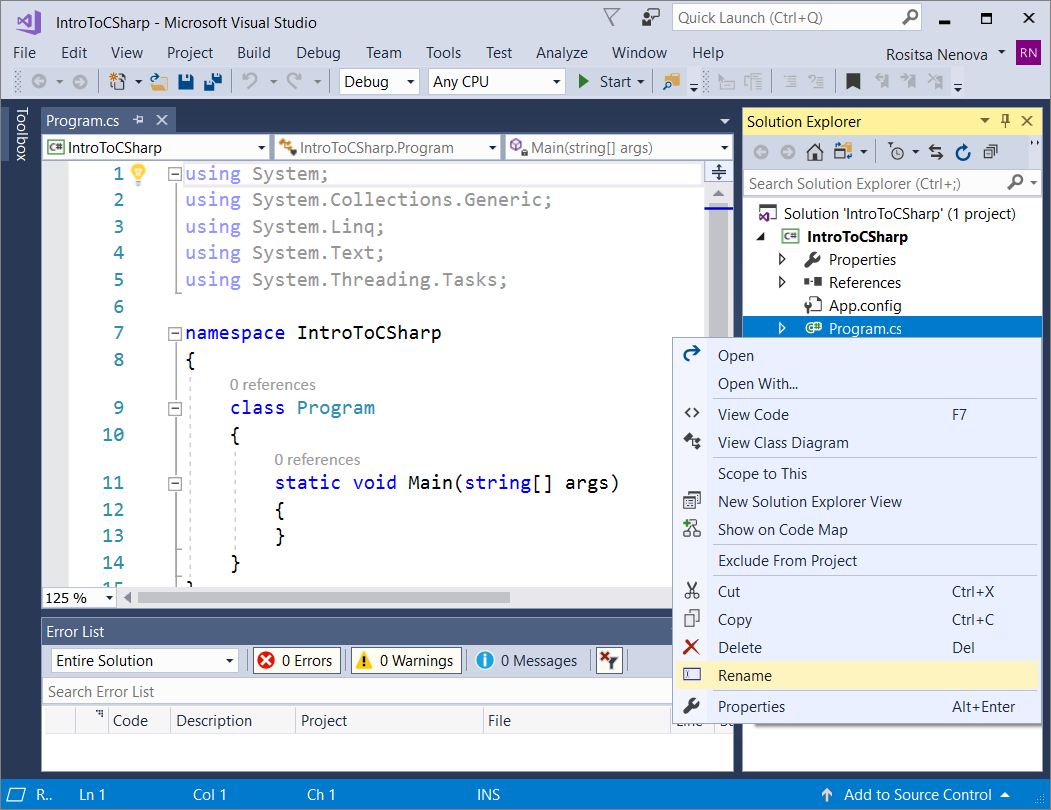 IntroToCSharp - Microsoft Visual Studio
Quick Launch (Ctrl+Q)
File Edit View Project Build Debug Team Tools Test Analyze Window Help
Rositsa Nenova RN
Debug Any CPU Start
Toolbox
Program.cs
C# IntroToCSharp IntroToCSharp.Program Main(string[] args)
1 using System;
2 using System.Collections.Generic;
3 using System.Linq;
4 using System.Text;
5 using System.Threading.Tasks;
6
7 namespace IntroToCSharp
8 {
0 references
9 class Program
10 {
0 references
11 static void Main(string[] args)
12 {
13 }
14 }
15 }
125 %
Error List
Entire Solution 0 Errors 0 Warnings 0 Messages
Search Error List
Code Description Project File Line
Solution Explorer
Search Solution Explorer (Ctrl+;)
Solution 'IntroToCSharp' (1 project)
C# IntroToCSharp
Properties
References
App.config
C# Program.cs
Open
Open With...
View Code F7
View Class Diagram
Scope to This
New Solution Explorer View
Show on Code Map
Exclude From Project
Cut Ctrl+X
Copy Ctrl+C
Delete Del
Rename
Properties Alt+Enter
R.. Ln 1 Col 1 Ch 1 INS Add to Source Control